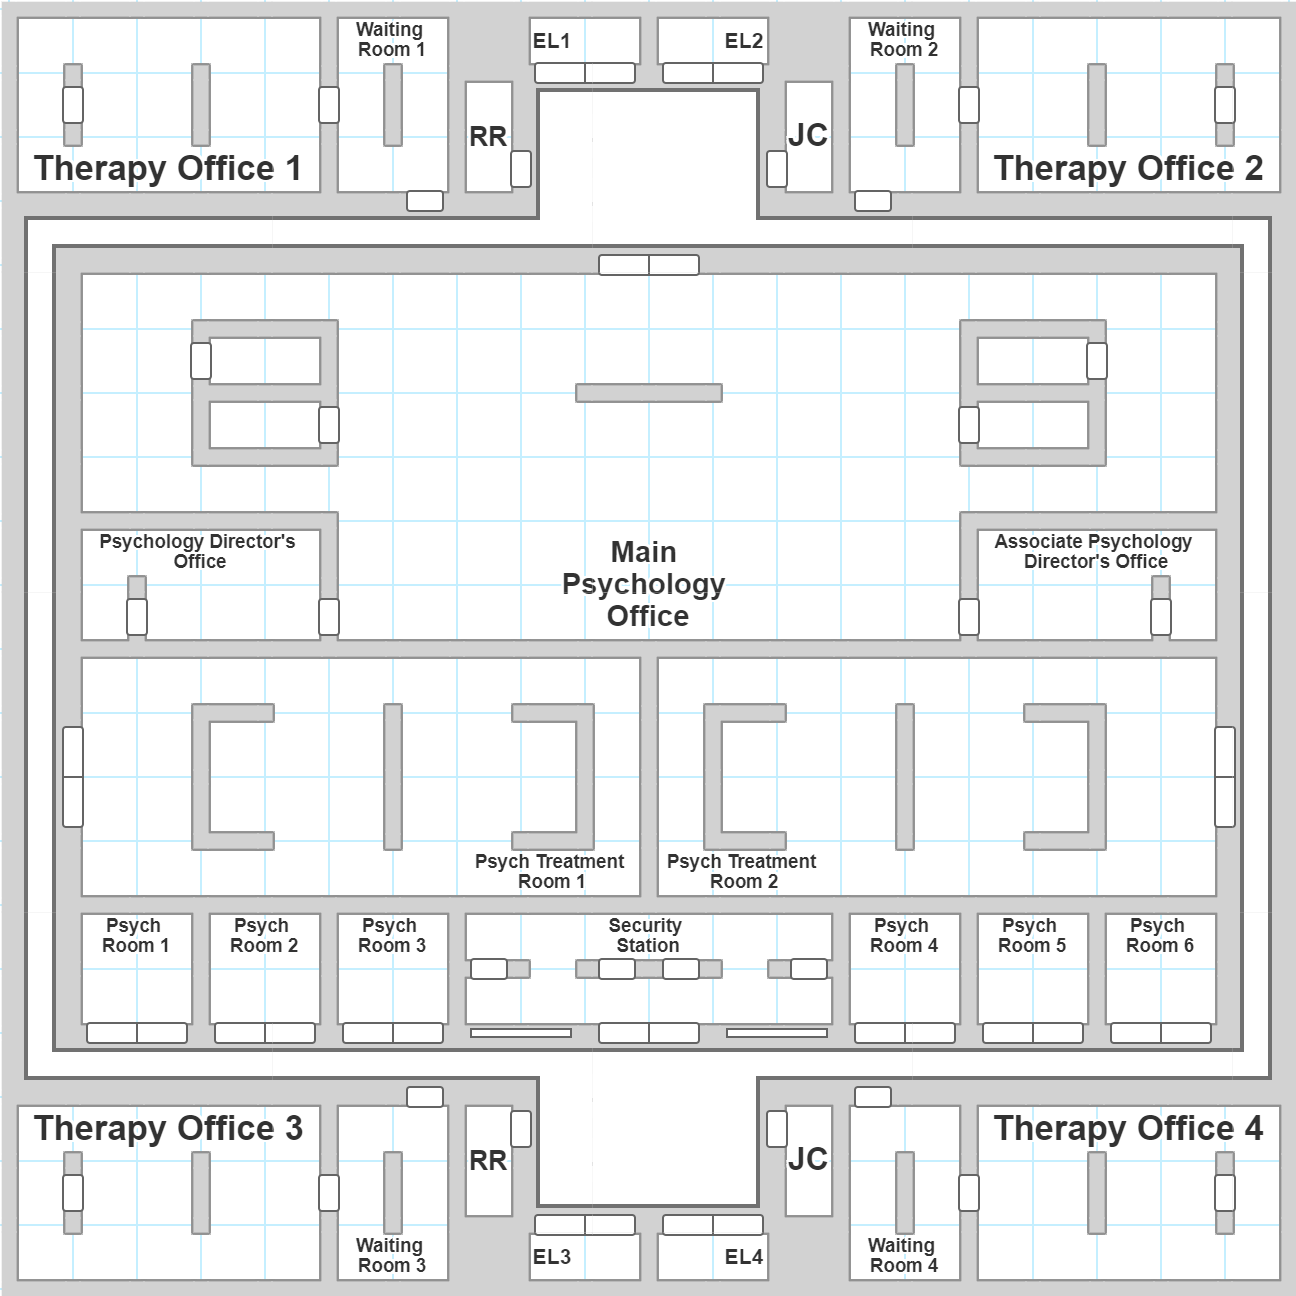 Waiting
Room 1
EL1
EL2
Waiting
Room 2
RR
JC
Therapy Office 1
Therapy Office 2
Psychology Director's
Office
Main
Psychology
Office
Associate Psychology
Director's Office
Psych Treatment
Room 1
Psych Treatment
Room 2
Psych
Room 1
Psych
Room 2
Psych
Room 3
Security
Station
Psych
Room 4
Psych
Room 5
Psych
Room 6
Therapy Office 3
Therapy Office 4
RR
JC
Waiting
Room 3
EL3
EL4
Waiting
Room 4